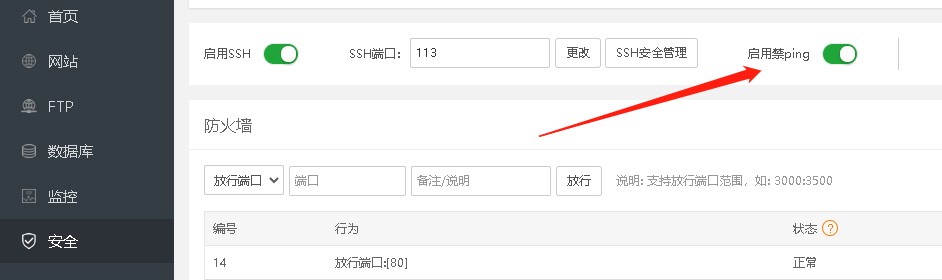 首页
网站
FTP
数据库
监控
安全
启用SSH SSH端口： 113 更改 SSH安全管理 启用禁ping
防火墙
放行端口 端口 备注/说明 放行 说明: 支持放行端口范围，如: 3000:3500
编号 行为 状态 ?
14 放行端口:[80] 正常